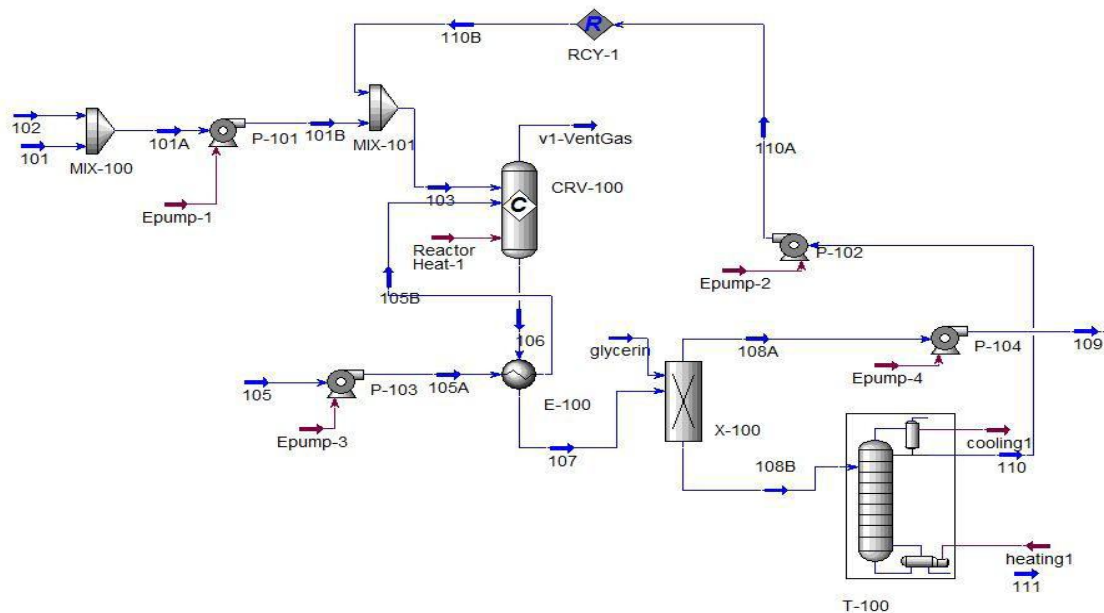 110B
R
RCY-1
102
101
MIX-100
101A
P-101
101B
MIX-101
v1-VentGas
110A
103
CRV-100
C
Epump-1
Reactor
Heat-1
P-102
Epump-2
105B
106
glycerin
108A
P-104
109
105
P-103
105A
E-100
Epump-4
Epump-3
107
X-100
108B
cooling1
110
heating1
111
T-100